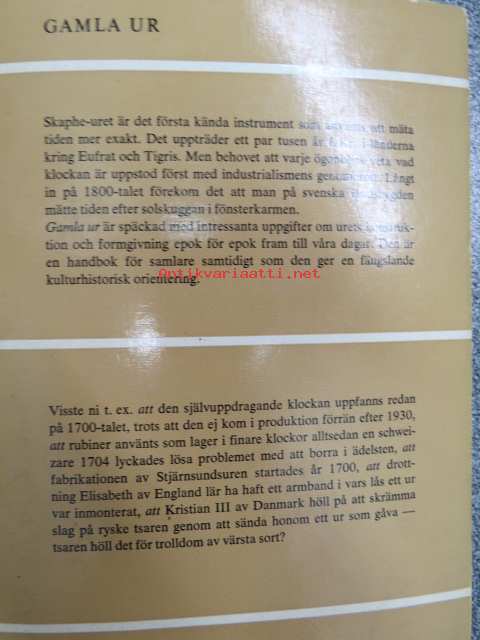 GAMLA UR
Skaphe-uret är det första kända instrument som använts att mäta
tiden mer exakt. Det uppträder ett par tusen år f.Kr. i länderna
kring Eufrat och Tigris. Men behovet att varje ögonblick veta vad
klockan är uppstod först med industrialismens genombrott. Långt
in på 1800-talet förekom det att man på svenska landsbygden
mätte tiden efter solskuggan i fönsterkarmen.
Gamla ur är späckad med intressanta uppgifter om urets konstruk-
tion och formgivning epok för epok fram till våra dagar. Den är
en handbok för samlare samtidigt som den ger en fängslande
kulturhistorisk orientering.
Antikvariaatti.net
Visste ni t. ex. att den självuppdragande klockan uppfanns redan
på 1700-talet, trots att den ej kom i produktion förrän efter 1930,
att rubiner använts som lager i finare klockor alltsedan en schwei-
zare 1704 lyckades lösa problemet med att borra i ädelsten, att
fabrikationen av Stjärnsundsuren startades år 1700, att drott-
ning Elisabeth av England lär ha haft ett armband i vars lås ett ur
var inmonterat, att Kristian III av Danmark höll på att skrämma
slag på ryske tsaren genom att sända honom ett ur som gåva —
tsaren höll det för trolldom av värsta sort?